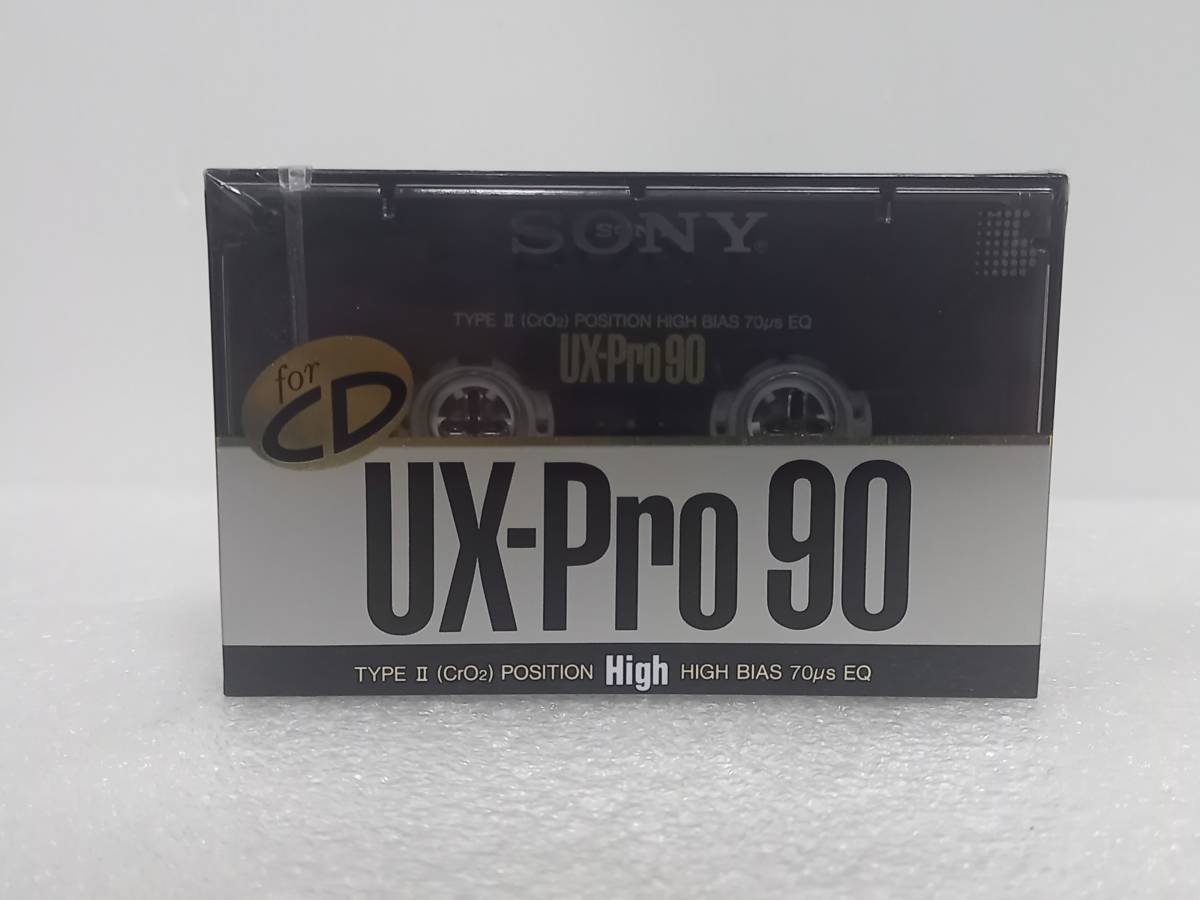 SONY®
SONY
TYPE II (CrO₂) POSITION HIGH BIAS 70μs EQ
UX-Pro 90
for
CD
UX-Pro 90
TYPE II (CrO₂) POSITION High HIGH BIAS 70μs EQ